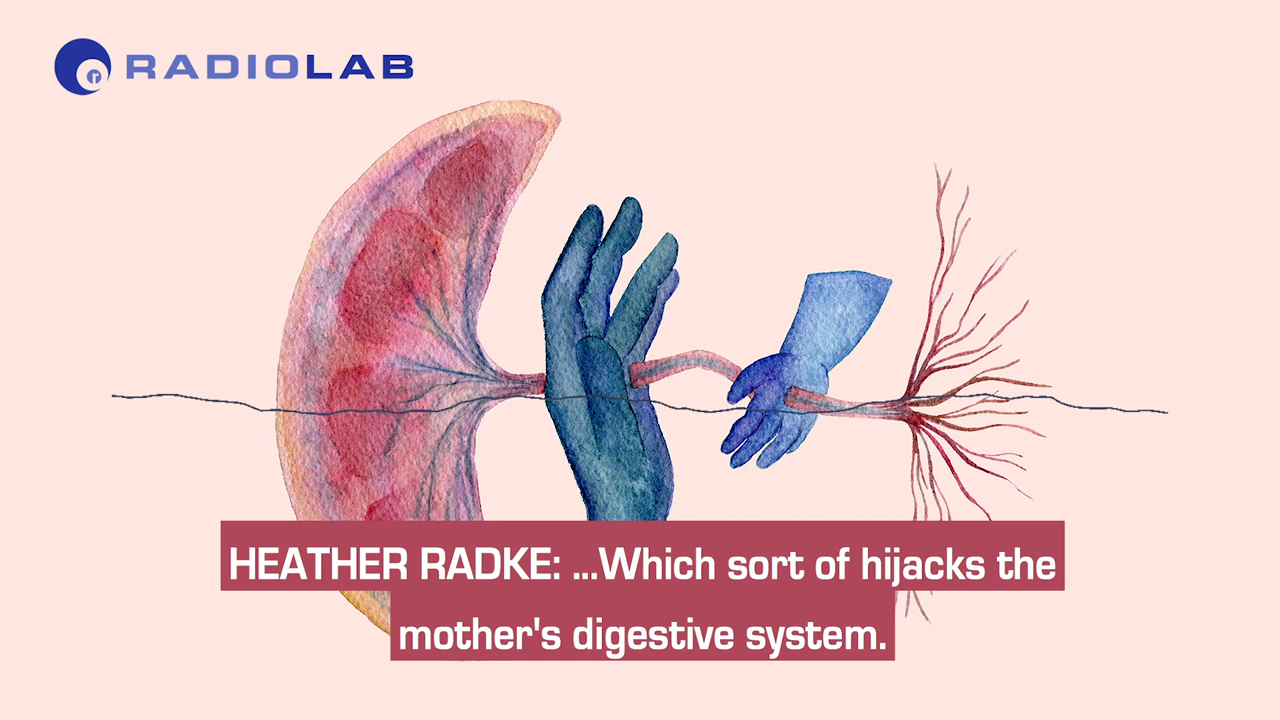 RADIOLAB
HEATHER RADKE: ...Which sort of hijacks the
mother's digestive system.